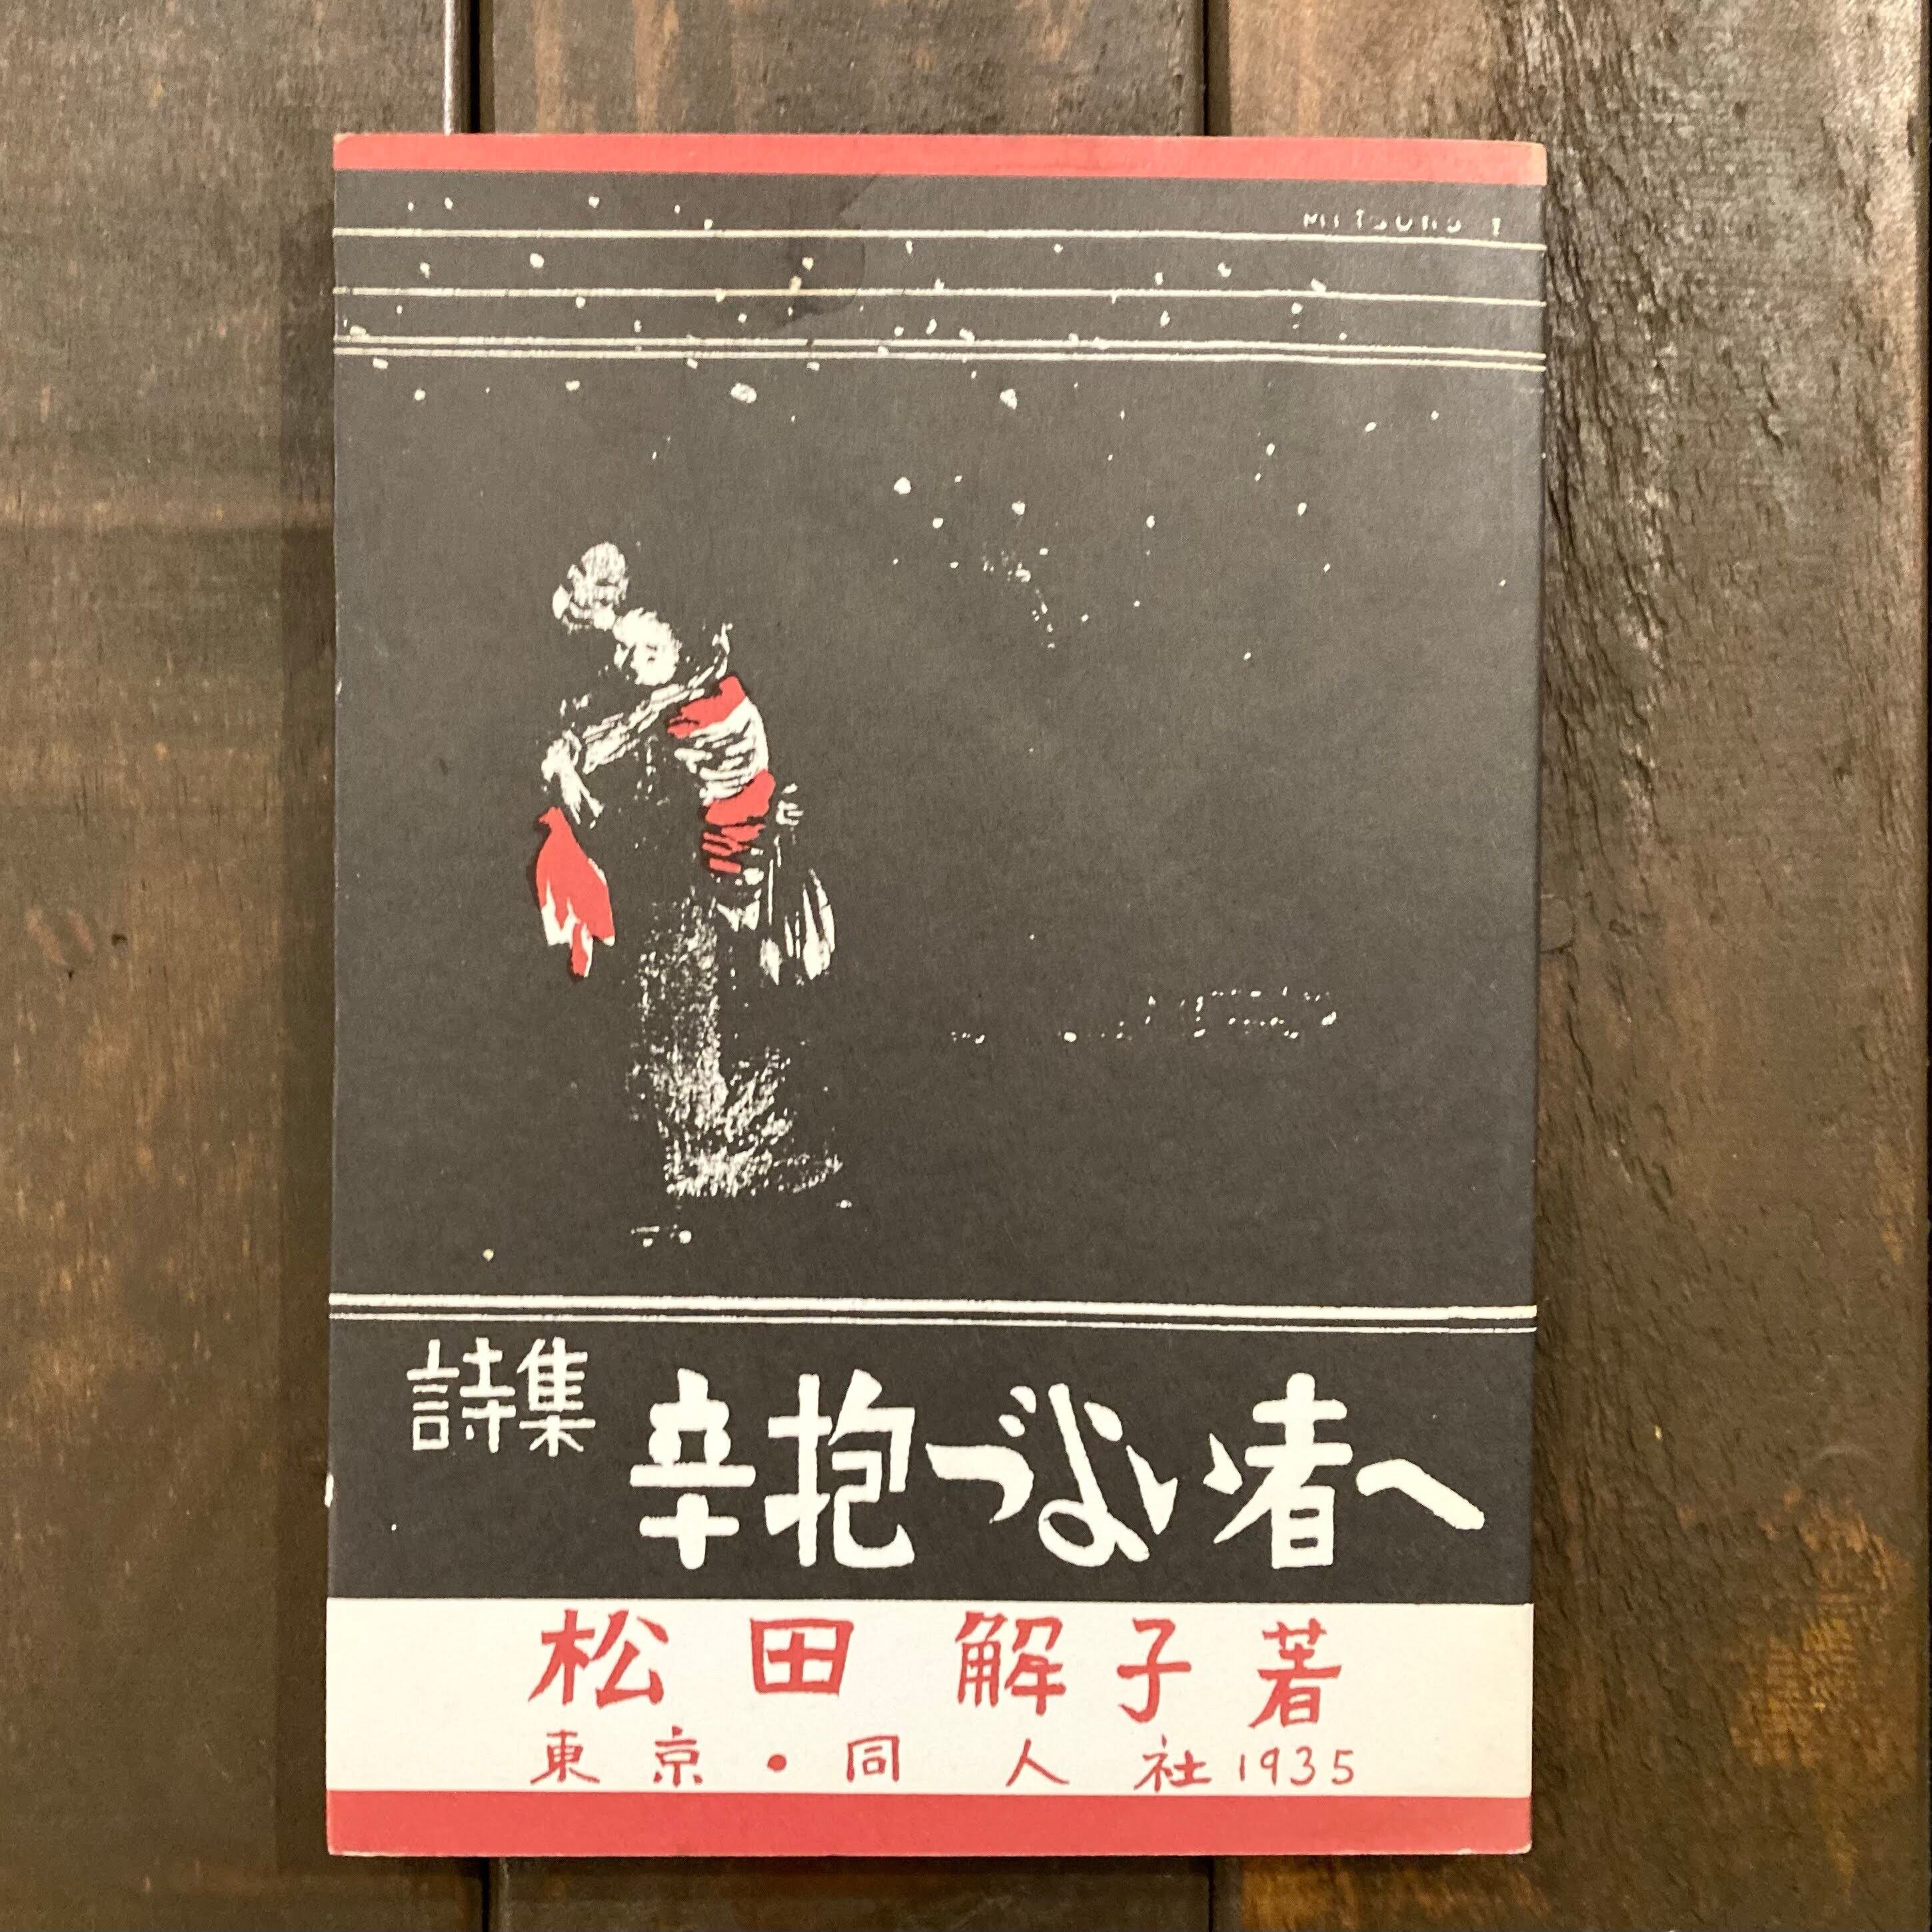 詩集 辛抱づよい者へ
松田解子著
東京・同人社1935